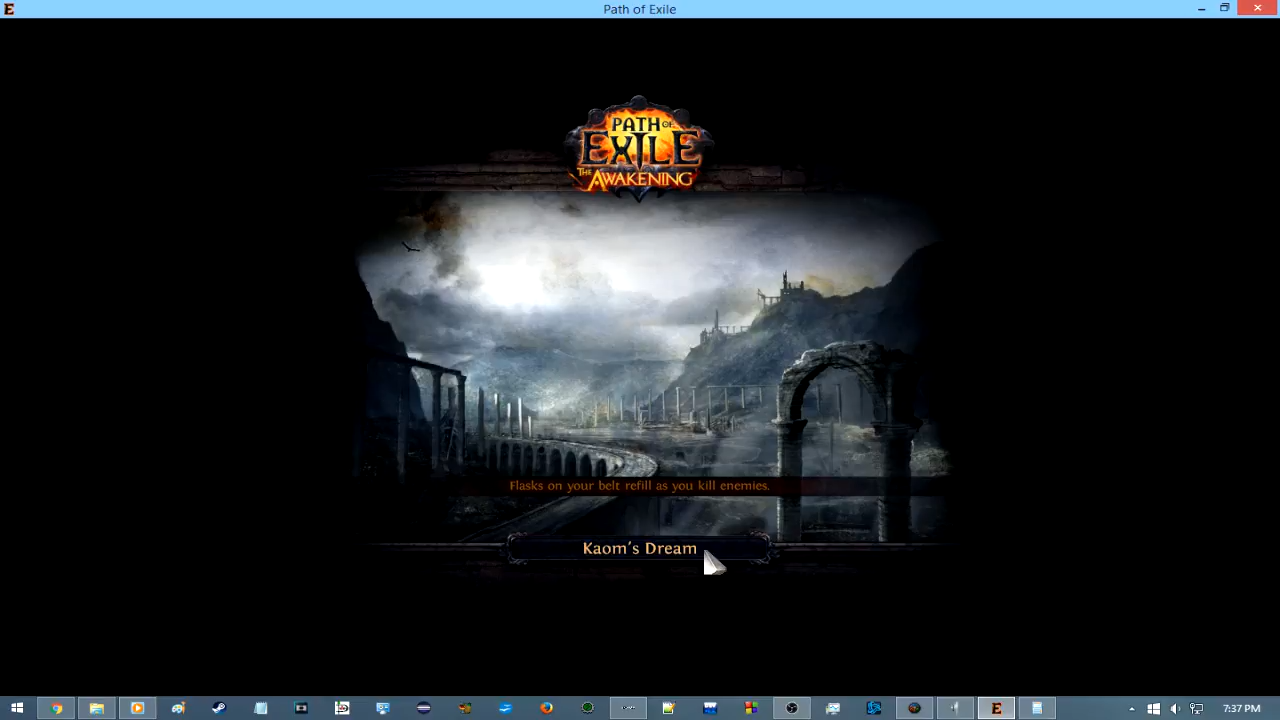 Path of Exile
PATH OF
EXILE
THE
AWAKENING
Flasks on your belt refill as you kill enemies.
Kaom's Dream
7:37 PM